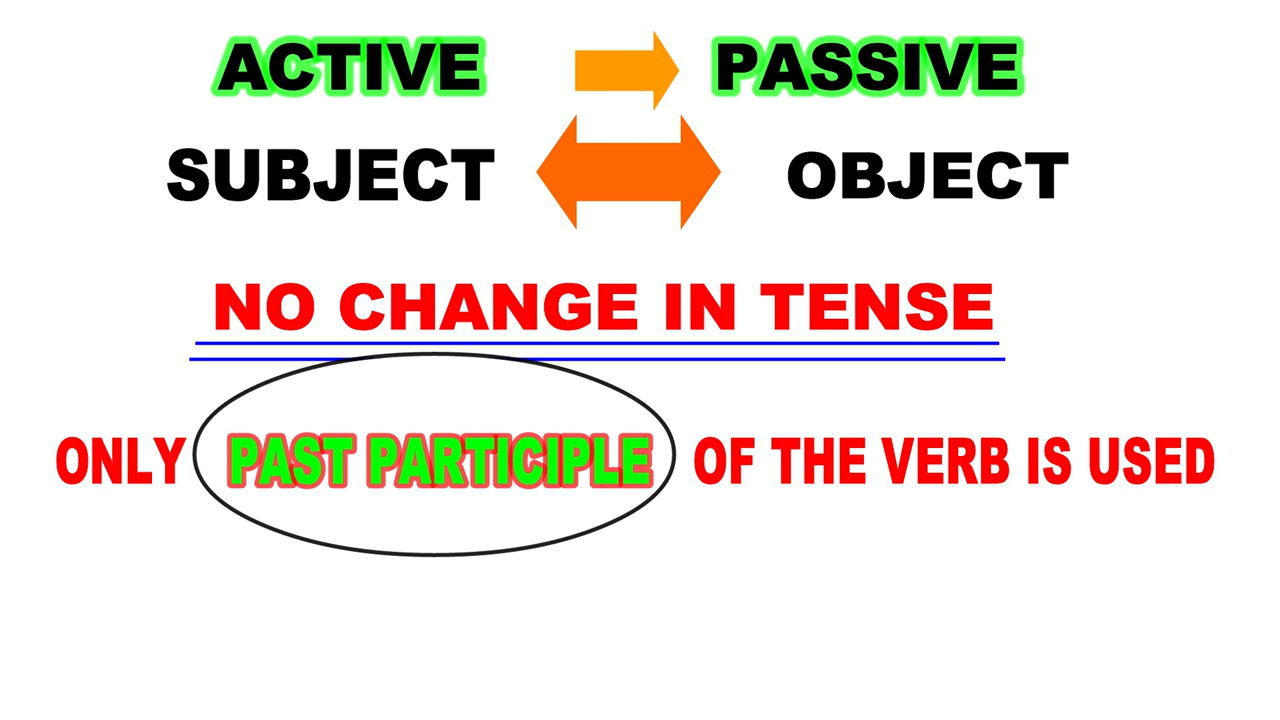 ACTIVE PASSIVE
SUBJECT OBJECT
NO CHANGE IN TENSE
ONLY PAST PARTICIPLE OF THE VERB IS USED